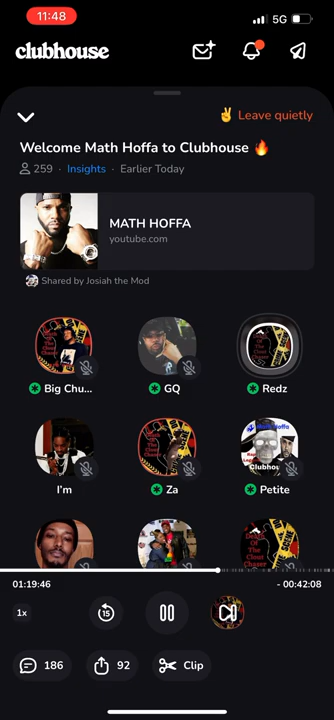 11:48
5G
clubhouse
✌️ Leave quietly
Welcome Math Hoffa to Clubhouse 🔥
259 · Insights · Earlier Today
MATH HOFFA
youtube.com
Shared by Josiah the Mod
Big Chu...
GQ
Redz
I'm
Za
Petite
01:19:46
- 00:42:08
1x
15
186
92
Clip